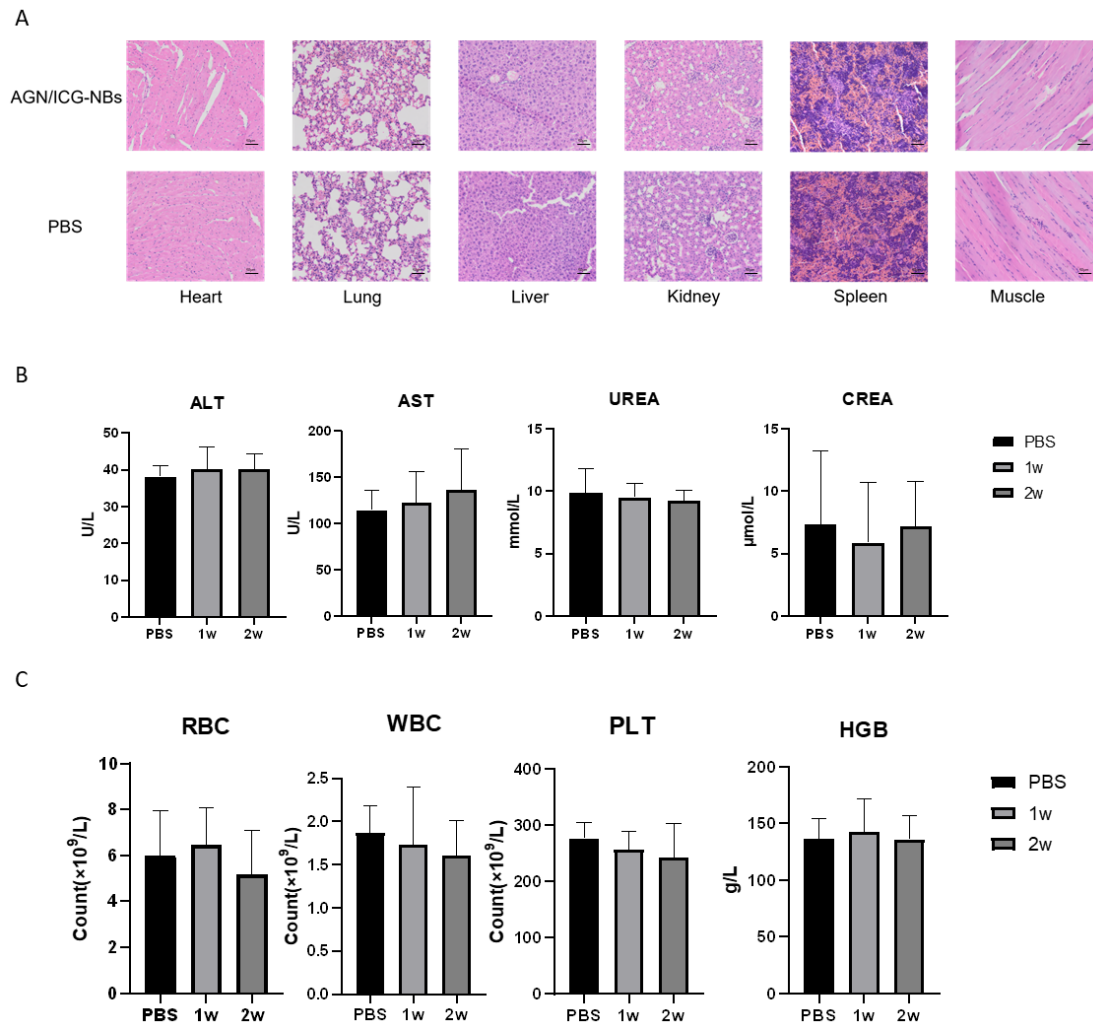 A
AGN/ICG-NBs
PBS
Heart Lung Liver Kidney Spleen Muscle
B
ALT
50
40
30
20
10
0
U/L
PBS 1w 2w
AST
200
150
100
50
0
U/L
PBS 1w 2w
UREA
15
10
5
0
mmol/L
PBS 1w 2w
CREA
15
10
5
0
µmol/L
PBS 1w 2w
PBS
1w
2w
C
RBC
10
8
6
4
2
0
Count(×10⁹/L)
PBS 1w 2w
WBC
2.5
2.0
1.5
1.0
0.5
0.0
Count(×10⁹/L)
PBS 1w 2w
PLT
400
300
200
100
0
Count(×10⁹/L)
PBS 1w 2w
HGB
200
150
100
50
0
g/L
PBS 1w 2w
PBS
1w
2w